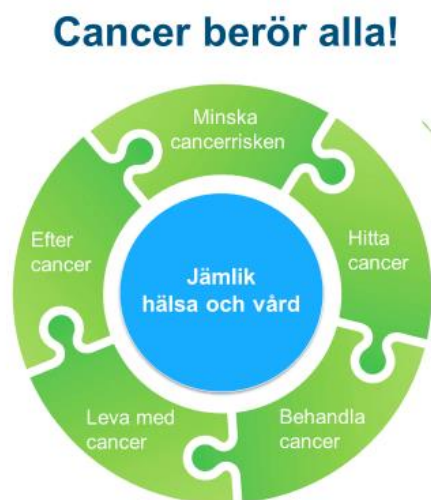 Cancer berör alla!
Minska
cancerrisken
Hitta
cancer
Behandla
cancer
Leva med
cancer
Efter
cancer
Jämlik
hälsa och vård